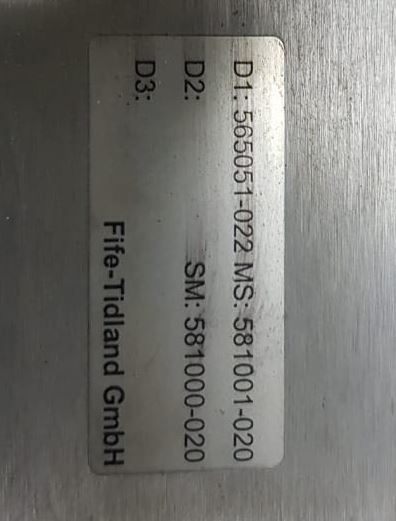 D1: 565051-022 MS: 581001-020
D2: SM: 581000-020
D3:
Fife-Tidland GmbH